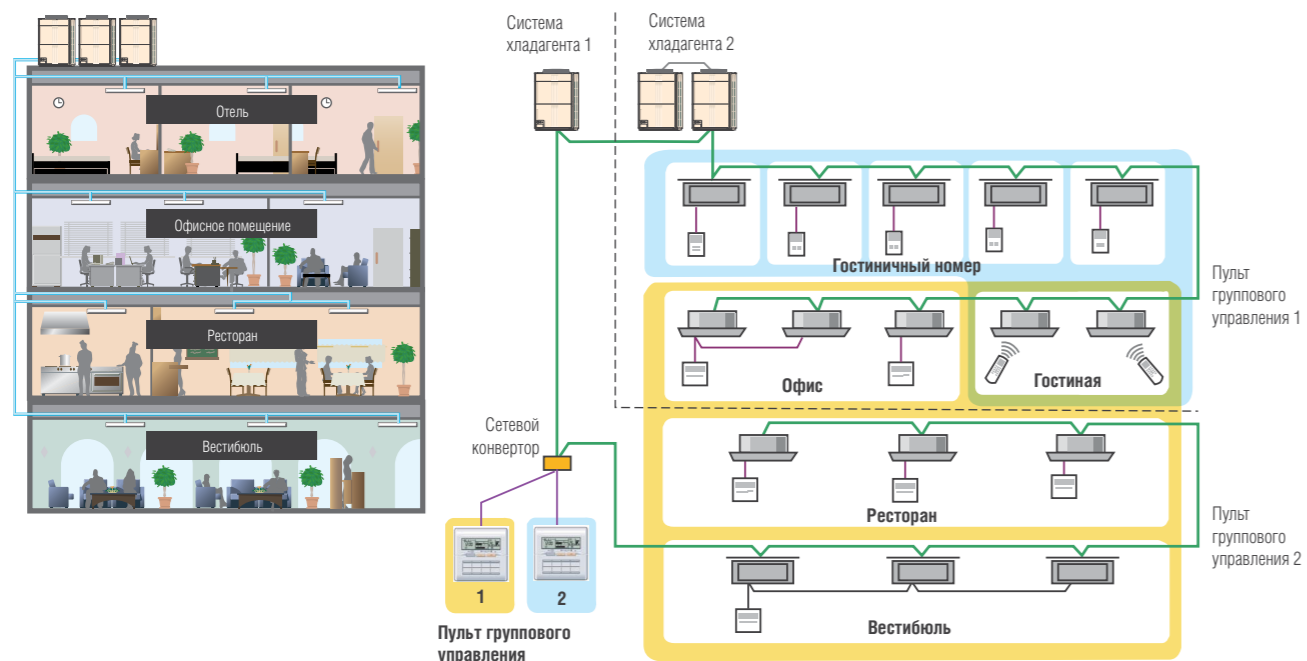 Отель
Офисное помещение
Ресторан
Вестибюль
Система
хладагента 1
Система
хладагента 2
Гостиничный номер
Пульт
группового
управления 1
Офис
Гостиная
Сетевой
конвертор
Ресторан
Пульт
группового
управления 2
Вестибюль
1
2
Пульт группового
управления